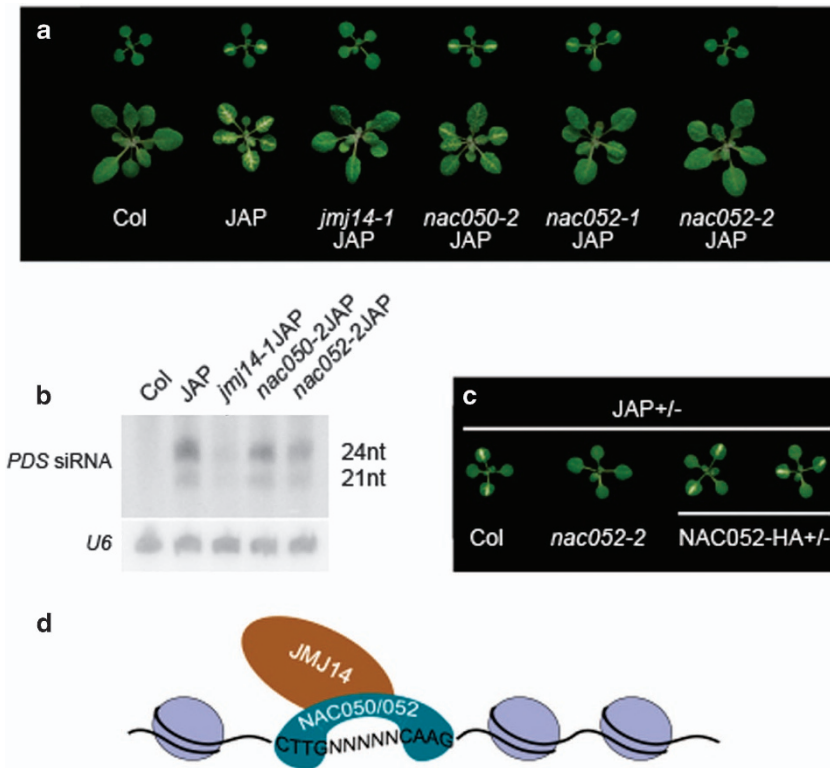 a
Col JAP jmj14-1 nac050-2 nac052-1 nac052-2
JAP JAP JAP JAP
b
Col JAP jmj14-1JAP nac050-2JAP nac052-2JAP
PDS siRNA
24nt
21nt
U6
c
JAP+/-
Col nac052-2 NAC052-HA+/-
d
JMJ14
NAC050/052
CTTGNNNNNCAAG